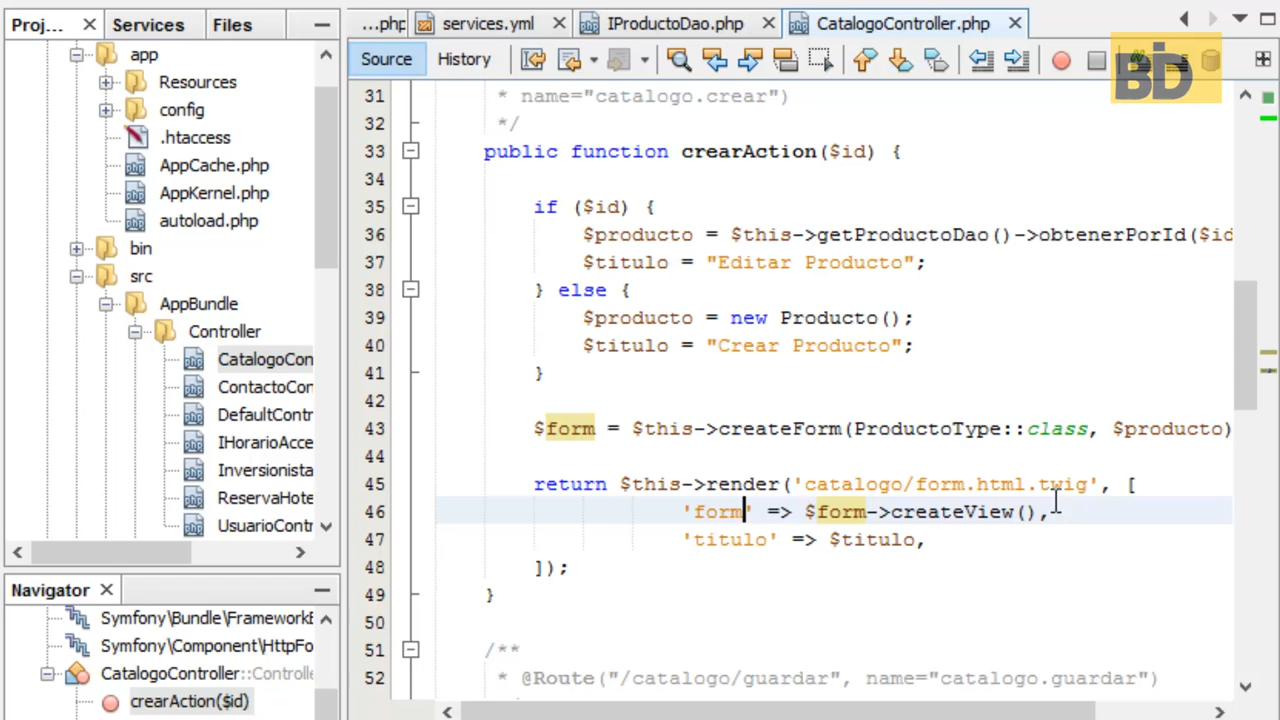 Proj...
Services
Files
...php
services.yml
IProductoDao.php
CatalogoController.php
Source
History
BD
app
Resources
config
.htaccess
AppCache.php
AppKernel.php
autoload.php
bin
src
AppBundle
Controller
CatalogoCon
ContactoCon
DefaultContr
IHorarioAcce
Inversionista
ReservaHote
UsuarioContr
Navigator
Symfony\Bundle\FrameworkB
Symfony\Component\HttpFo
CatalogoController::Controlle
crearAction($id)
31 * name="catalogo.crear")
32 */
33 public function crearAction($id) {
34
35 if ($id) {
36 $producto = $this->getProductoDao()->obtenerPorId($id
37 $titulo = "Editar Producto";
38 } else {
39 $producto = new Producto();
40 $titulo = "Crear Producto";
41 }
42
43 $form = $this->createForm(ProductoType::class, $producto)
44
45 return $this->render('catalogo/form.html.twig', [
46 'form' => $form->createView(),
47 'titulo' => $titulo,
48 ]);
49 }
50
51 /**
52 * @Route("/catalogo/guardar", name="catalogo.guardar")